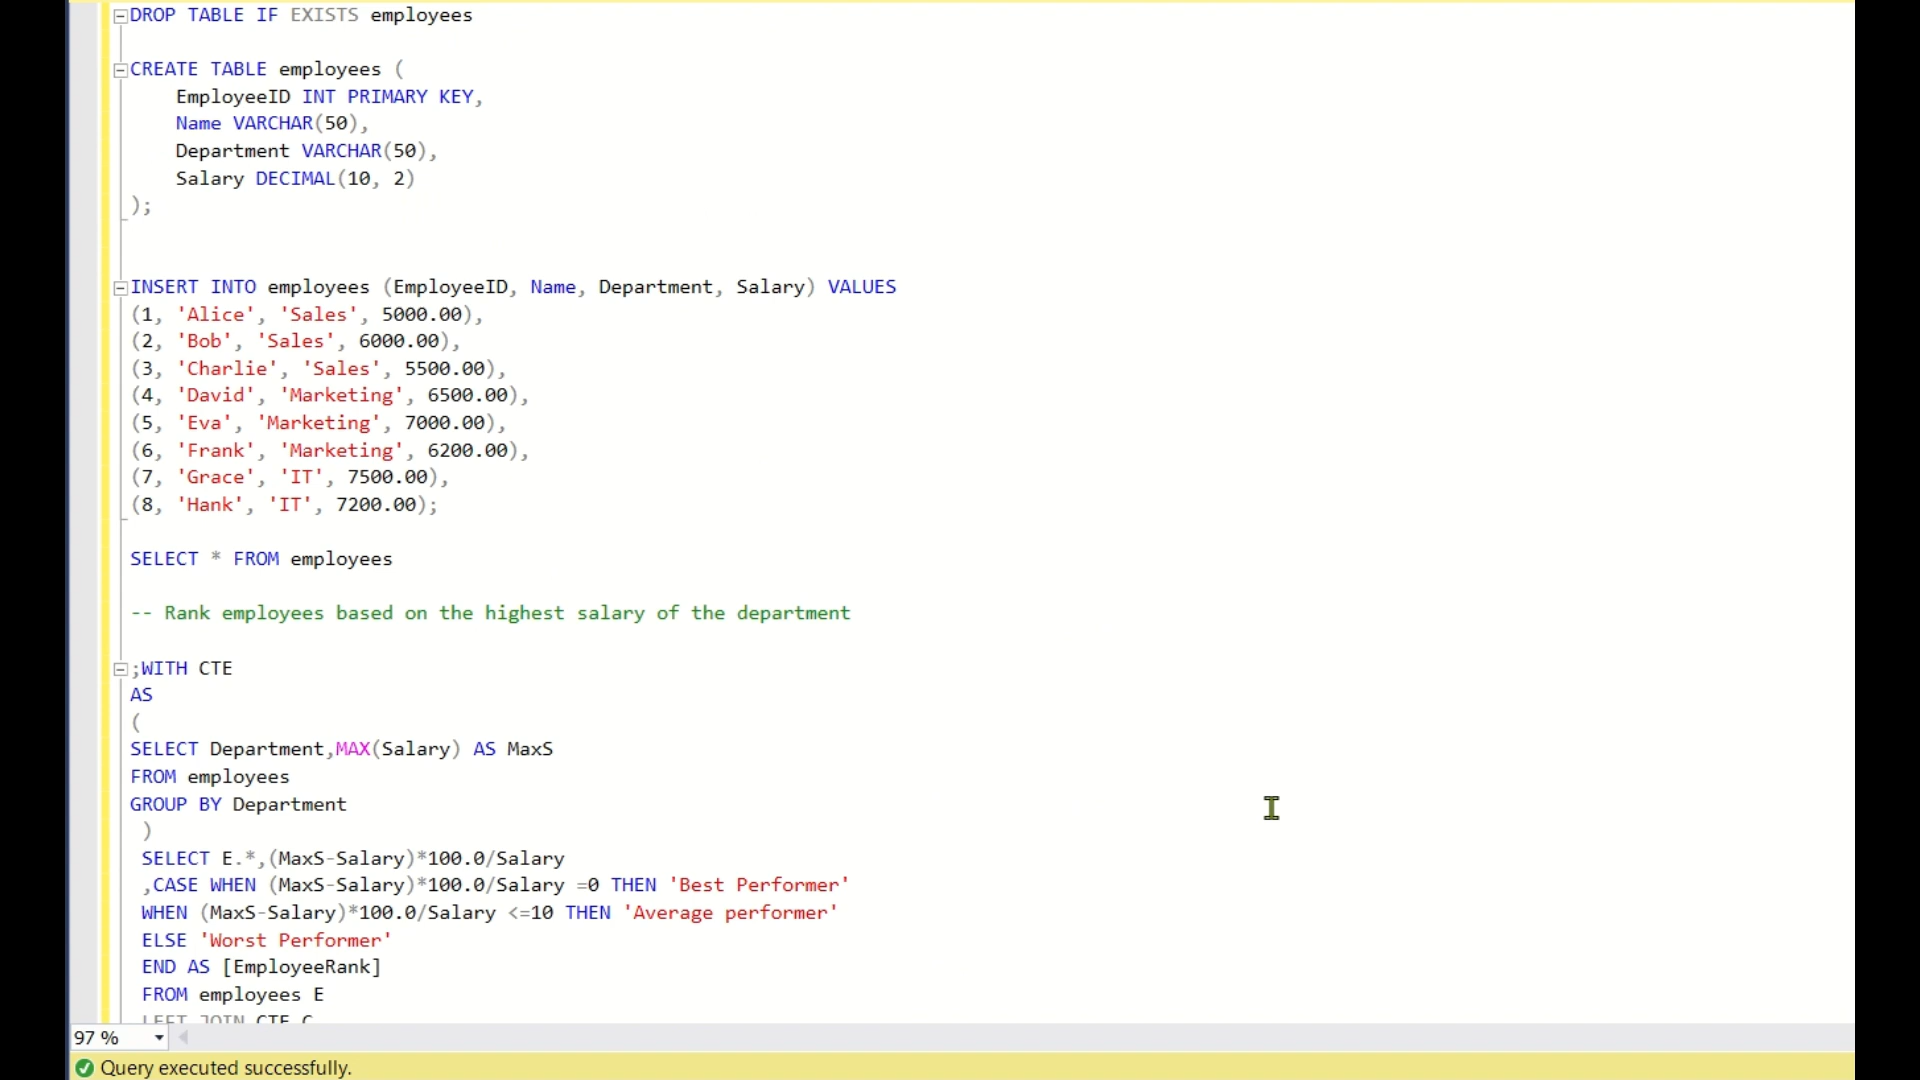 DROP TABLE IF EXISTS employees
CREATE TABLE employees (
EmployeeID INT PRIMARY KEY,
Name VARCHAR(50),
Department VARCHAR(50),
Salary DECIMAL(10, 2)
);
INSERT INTO employees (EmployeeID, Name, Department, Salary) VALUES
(1, 'Alice', 'Sales', 5000.00),
(2, 'Bob', 'Sales', 6000.00),
(3, 'Charlie', 'Sales', 5500.00),
(4, 'David', 'Marketing', 6500.00),
(5, 'Eva', 'Marketing', 7000.00),
(6, 'Frank', 'Marketing', 6200.00),
(7, 'Grace', 'IT', 7500.00),
(8, 'Hank', 'IT', 7200.00);
SELECT * FROM employees
-- Rank employees based on the highest salary of the department
;WITH CTE
AS
(
SELECT Department,MAX(Salary) AS MaxS
FROM employees
GROUP BY Department
)
SELECT E.*,(MaxS-Salary)*100.0/Salary
,CASE WHEN (MaxS-Salary)*100.0/Salary =0 THEN 'Best Performer'
WHEN (MaxS-Salary)*100.0/Salary <=10 THEN 'Average performer'
ELSE 'Worst Performer'
END AS [EmployeeRank]
FROM employees E
LEFT JOIN CTE C
97 %
Query executed successfully.